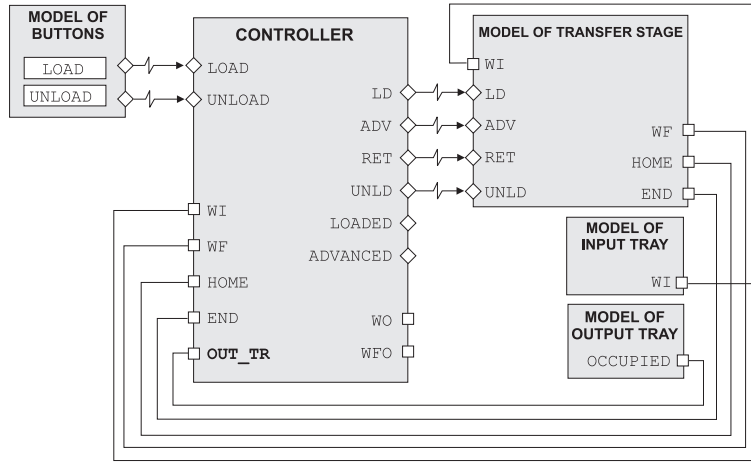 MODEL OF
BUTTONS
LOAD
UNLOAD
CONTROLLER
LOAD
UNLOAD
LD
ADV
RET
UNLD
LOADED
ADVANCED
WI
WF
HOME
END
OUT_TR
WO
WFO
MODEL OF TRANSFER STAGE
WI
LD
ADV
RET
UNLD
WF
HOME
END
MODEL OF
INPUT TRAY
WI
MODEL OF
OUTPUT TRAY
OCCUPIED